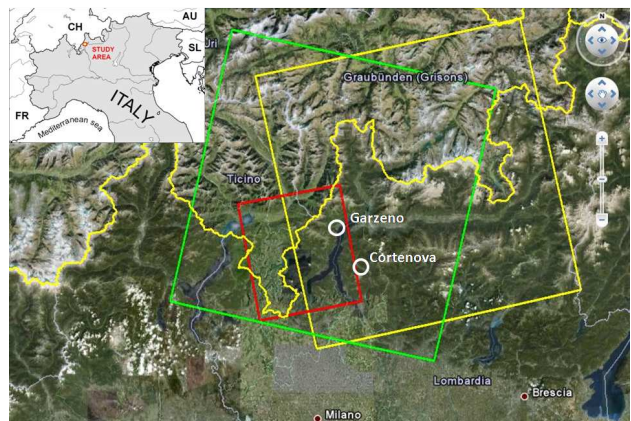 CH
AU
STUDY
AREA
SL
ITALY
FR
Mediterranean sea
Uri
N
Graubünden (Grisons)
Ticino
Garzeno
Cortenova
Lombardia
Brescia
Milano